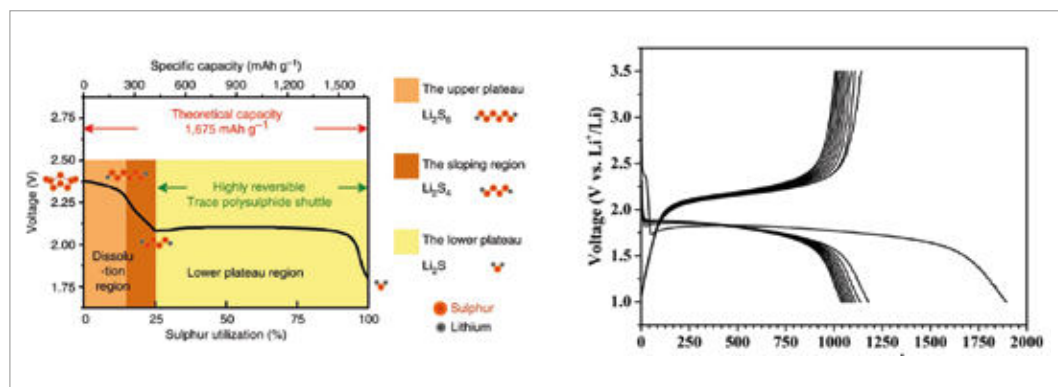 Specific capacity (mAh g⁻¹)
0 300 600 900 1,200 1,500
2.75
2.50
2.25
2.00
1.75
Voltage (V)
Theoretical capacity
1,675 mAh g⁻¹
Highly reversible
Trace polysulphide shuttle
Dissolu
-tion
region
Lower plateau region
0 25 50 75 100
Sulphur utilization (%)
The upper plateau
Li₂S₆
The sloping region
Li₂S₄
The lower plateau
Li₂S
Sulphur
Lithium
3.5
3.0
2.5
2.0
1.5
1.0
Voltage (V vs. Li⁺/Li)
0 250 500 750 1000 1250 1500 1750 2000